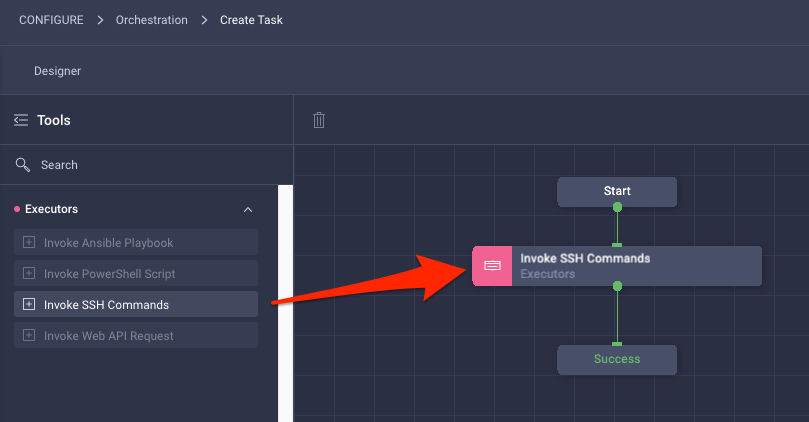 CONFIGURE > Orchestration > Create Task
Designer
Tools
Search
Executors
Invoke Ansible Playbook
Invoke PowerShell Script
Invoke SSH Commands
Invoke Web API Request
Start
Invoke SSH Commands
Executors
Success